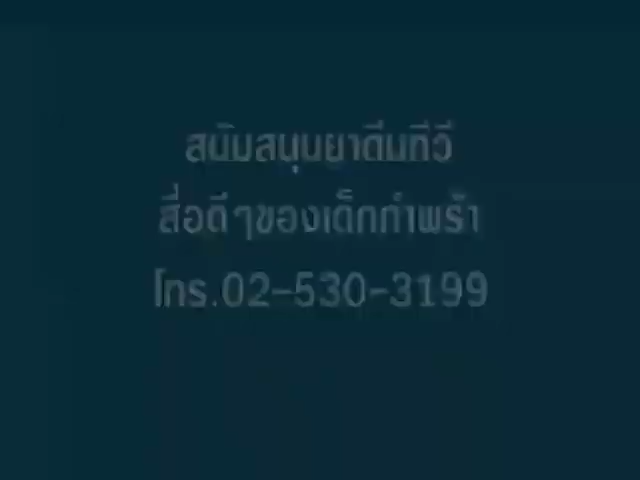 สนับสนุนยาตีมทีวี
สื่อดีๆของเด็กกำพร้า
โทร.02-530-3199